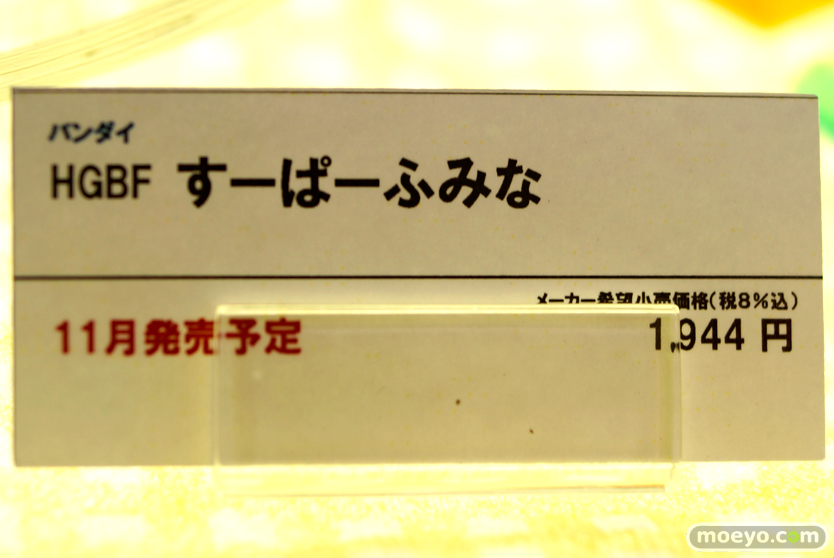 バンダイ
HGBF すーぱーふみな
メーカー希望小売価格(税8%込)
11月発売予定 1,944 円
moeyo.com